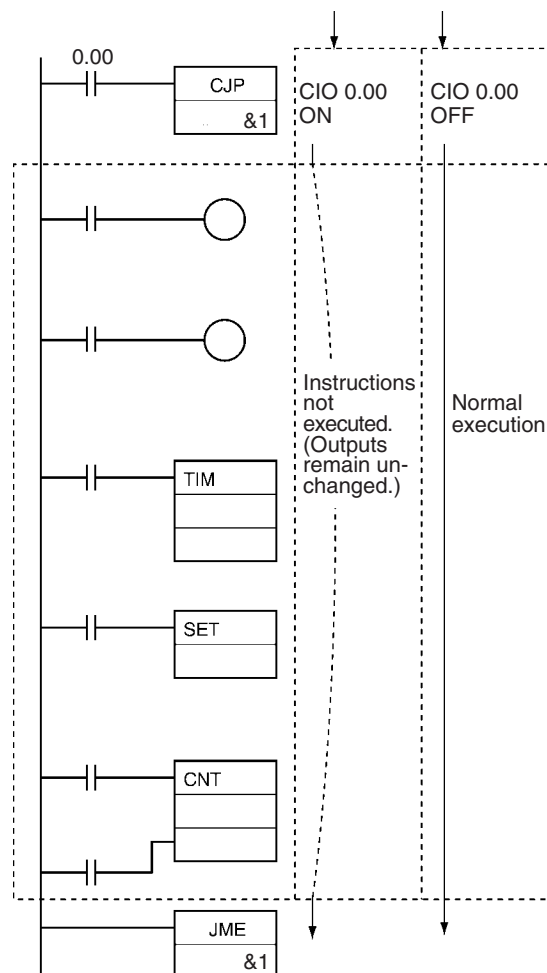 0.00
CJP
&1
CIO 0.00
ON
CIO 0.00
OFF
Instructions
not
executed.
(Outputs
remain un-
changed.)
Normal
execution
TIM
SET
CNT
JME
&1